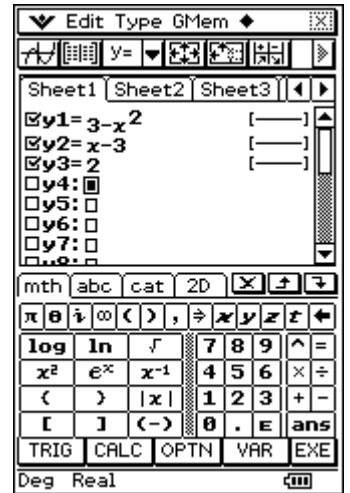 Edit Type GMem
y=
Sheet1 Sheet2 Sheet3
y1=3-x²
y2=x-3
y3=2
y4:
y5:
y6:
y7:
mth abc cat 2D
π θ i ∞ ( ) , ⇒ x y z t ←
log ln √ 7 8 9 ^ =
x² eˣ x⁻¹ 4 5 6 × ÷
( ) |x| 1 2 3 + -
[ ] (-) 0 . E ans
TRIG CALC OPTN VAR EXE
Deg Real